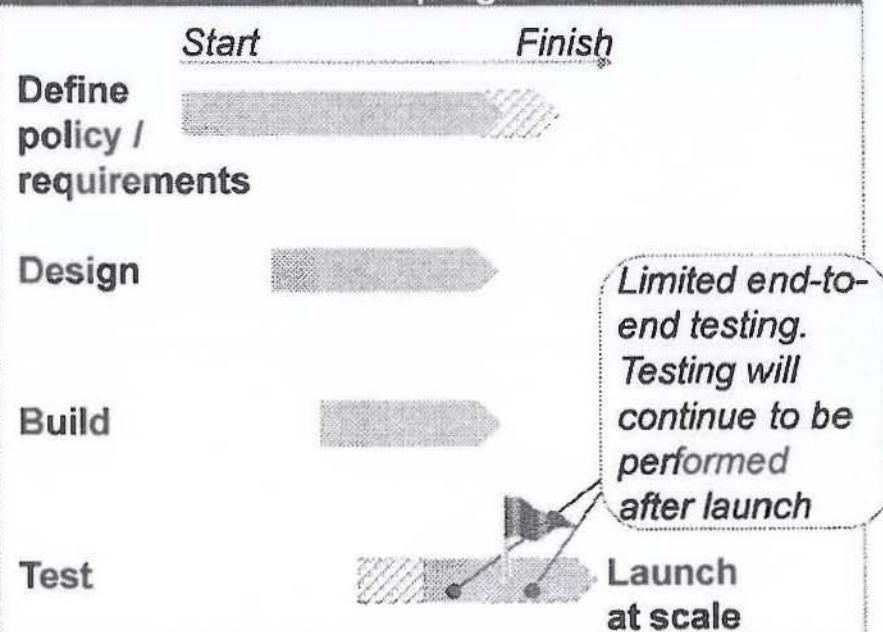 Start Finish
Define
policy /
requirements
Design
Limited end-to-
end testing.
Testing will
continue to be
performed
after launch
Build
Test
Launch
at scale